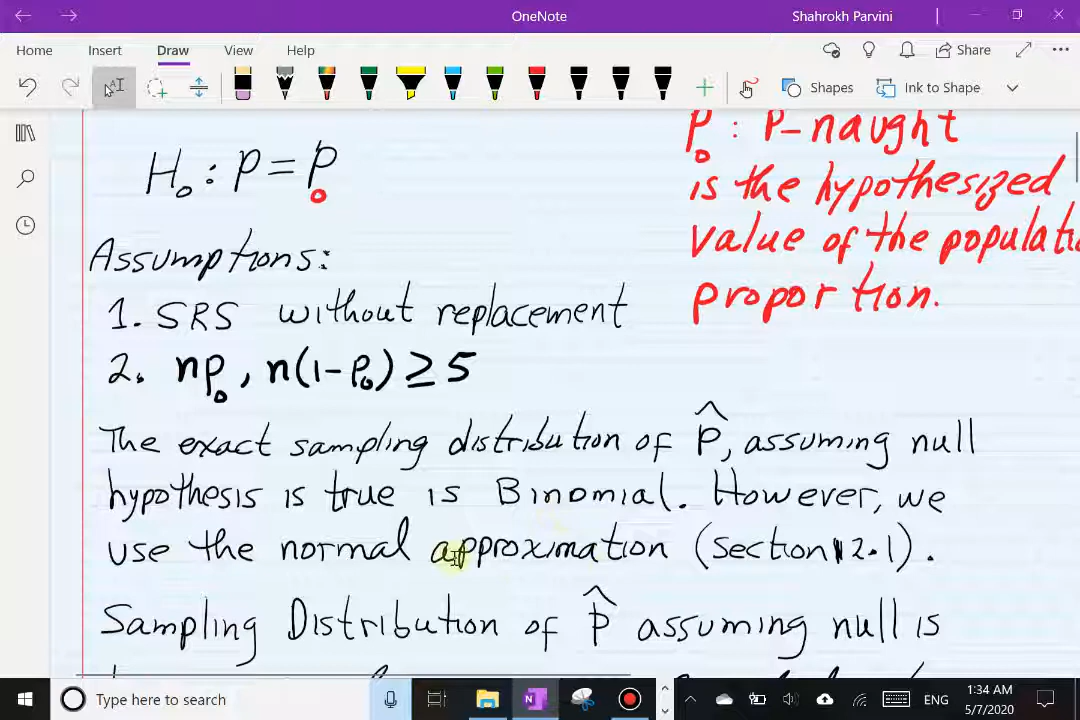 OneNote
Shahrokh Parvini
Home Insert Draw View Help
Share
Shapes
Ink to Shape
H₀ : P = P₀
P₀ : P-naught
is the hypothesized
value of the populati
proportion.
Assumptions:
1. SRS without replacement
2. np₀, n(1-p₀) ≥ 5
The exact sampling distribution of p̂, assuming null
hypothesis is true is Binomial. However, we
use the normal approximation (section 12.1).
Sampling Distribution of p̂ assuming null is
Type here to search
ENG
1:34 AM
5/7/2020